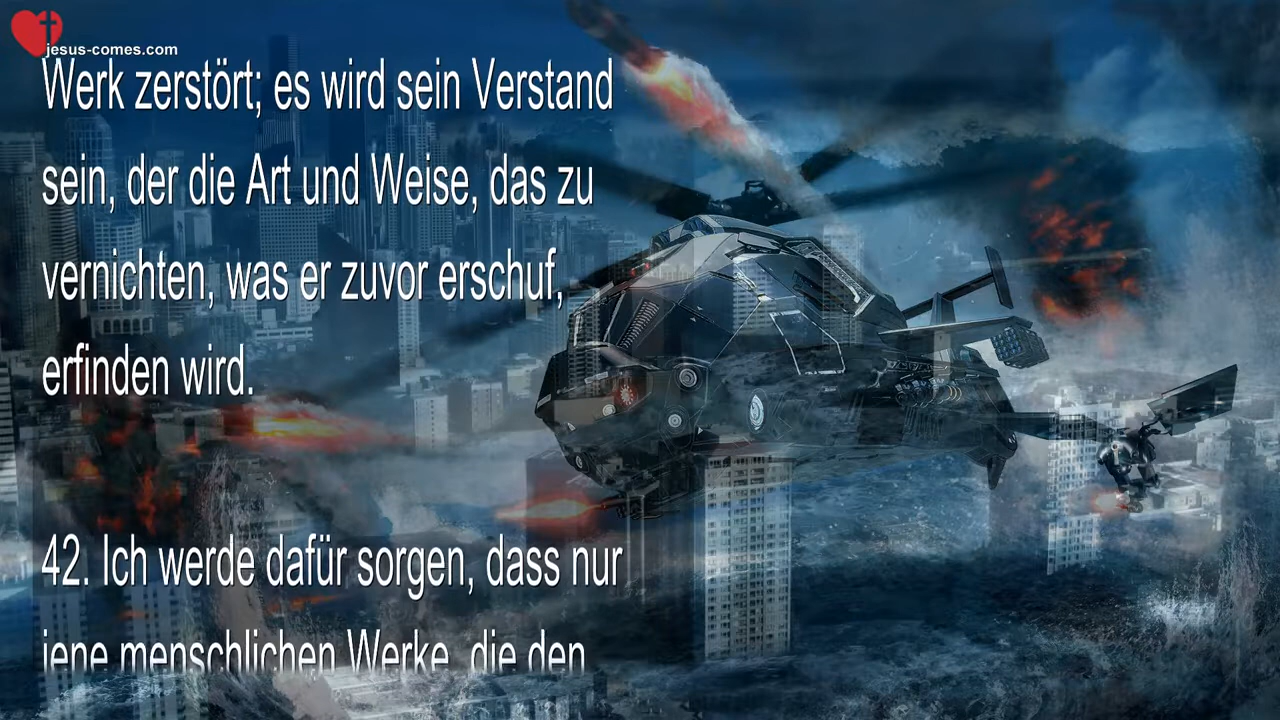 jesus-comes.com
Werk zerstört; es wird sein Verstand
sein, der die Art und Weise, das zu
vernichten, was er zuvor erschuf,
erfinden wird.
42. Ich werde dafür sorgen, dass nur
jene menschlichen Werke, die den